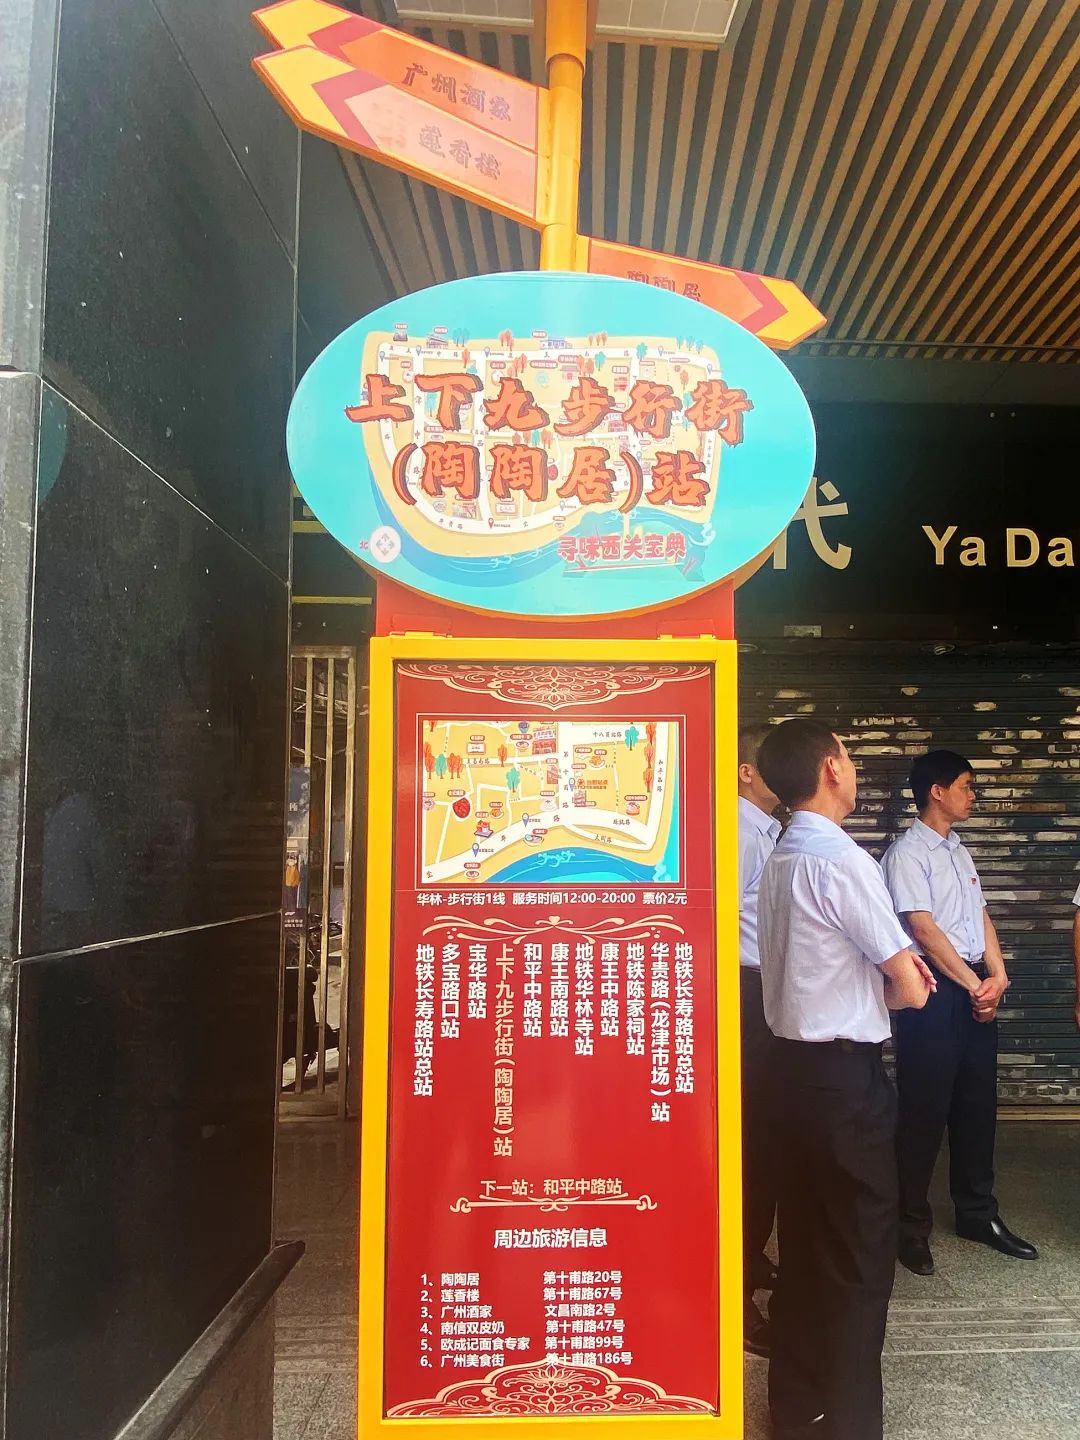 广州酒家
莲香楼
陶陶居
上下九步行街
(陶陶居)站
北
寻味西关宝典
代
Ya Da
十八甫北路
华林-步行街1线 服务时间12:00-20:00 票价2元
地铁长寿路站总站
多宝路口站
宝华路站
上下九步行街(陶陶居)站
和平中路站
康王南路站
地铁华林寺站
康王中路站
地铁陈家祠站
华贵路(龙津市场)站
地铁长寿路站总站
下一站：和平中路站
周边旅游信息
1、陶陶居 第十甫路20号
2、莲香楼 第十甫路67号
3、广州酒家 文昌南路2号
4、南信双皮奶 第十甫路47号
5、欧成记面食专家 第十甫路99号
6、广州美食街 第十甫路186号